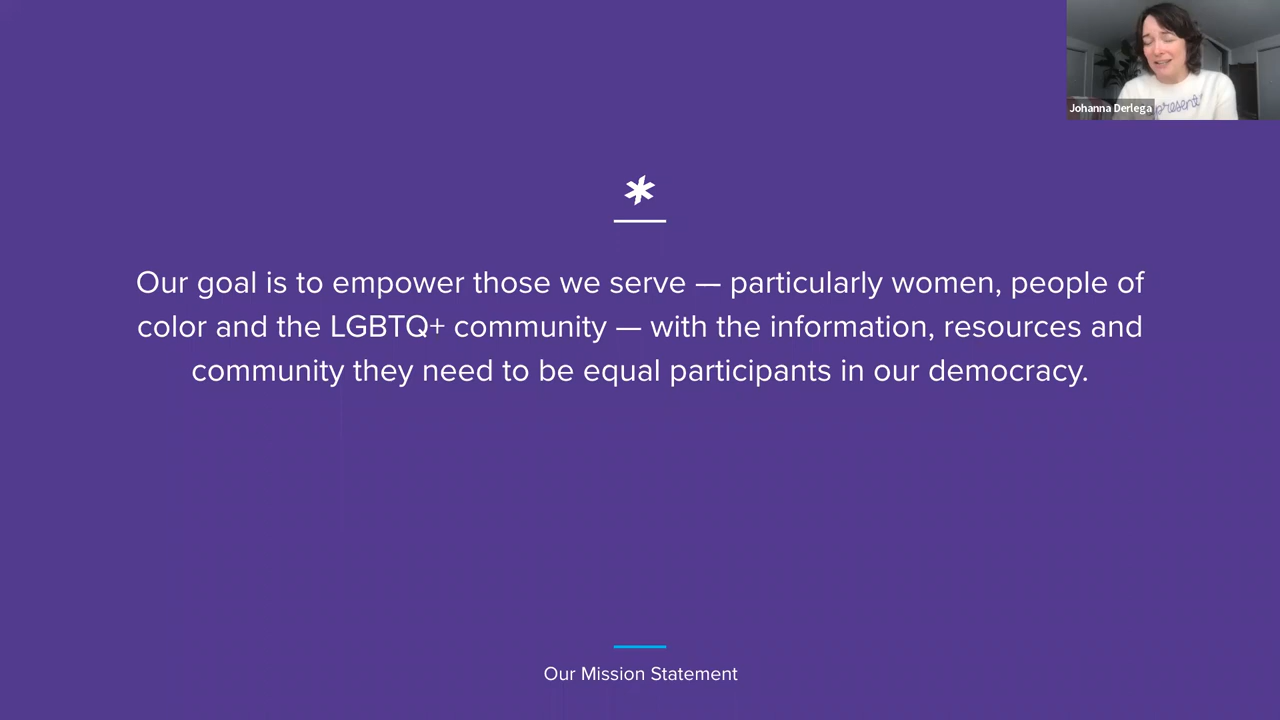 Johanna Derlega
present
*
Our goal is to empower those we serve — particularly women, people of
color and the LGBTQ+ community — with the information, resources and
community they need to be equal participants in our democracy.
Our Mission Statement